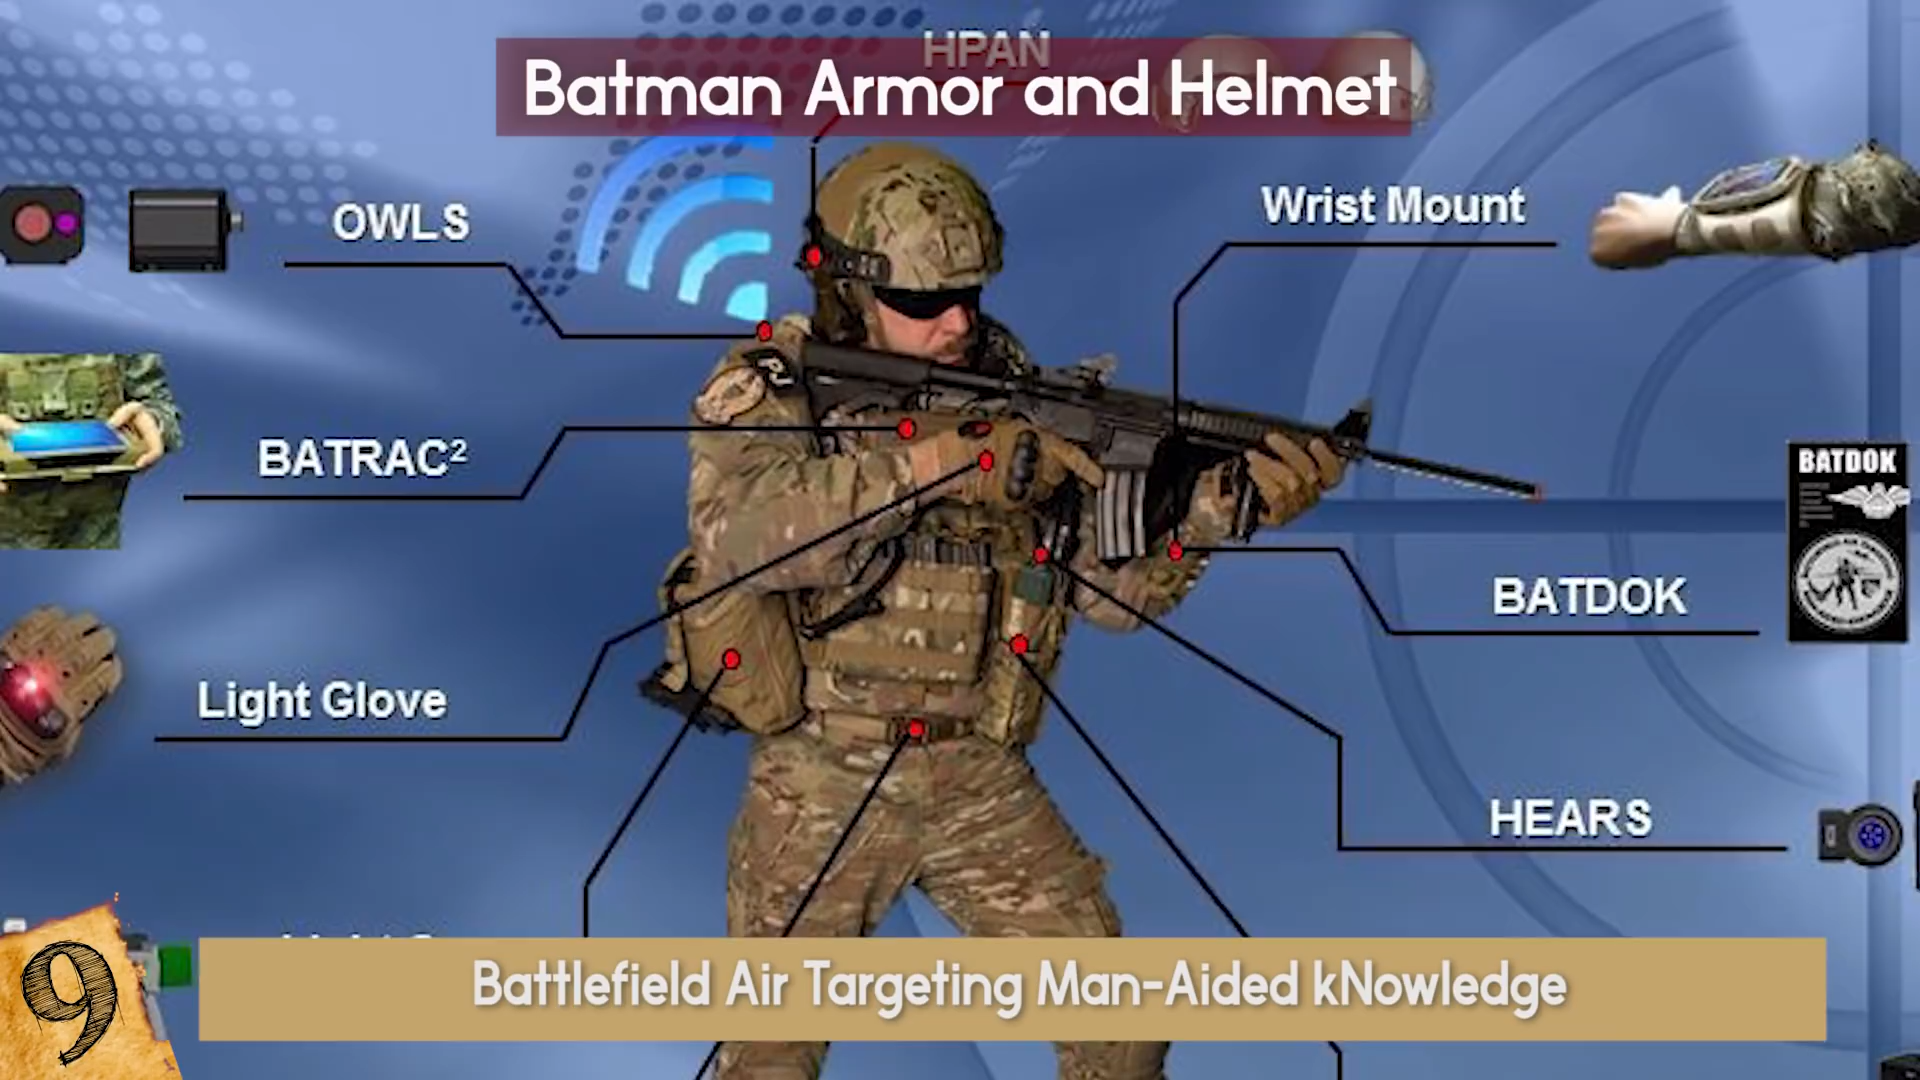 HPAN
Batman Armor and Helmet
OWLS
Wrist Mount
BATRAC²
BATDOK
BATDOK
Light Glove
HEARS
PJ
9
Battlefield Air Targeting Man-Aided kNowledge